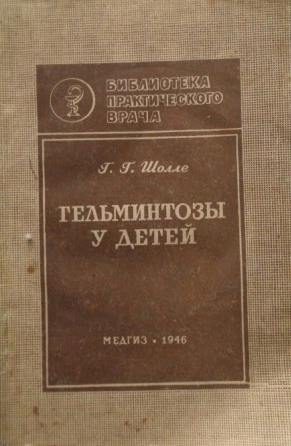 БИБЛИОТЕКА
ПРАКТИЧЕСКОГО
ВРАЧА
Г. Г. Шолле
ГЕЛЬМИНТОЗЫ
У ДЕТЕЙ
МЕДГИЗ • 1946